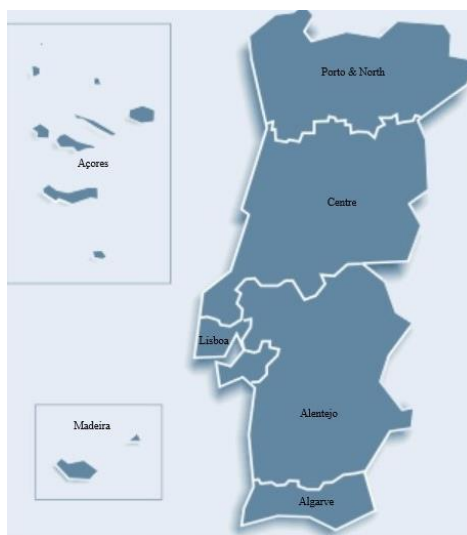 Porto & North
Açores
Centre
Lisboa
Madeira
Alentejo
Algarve